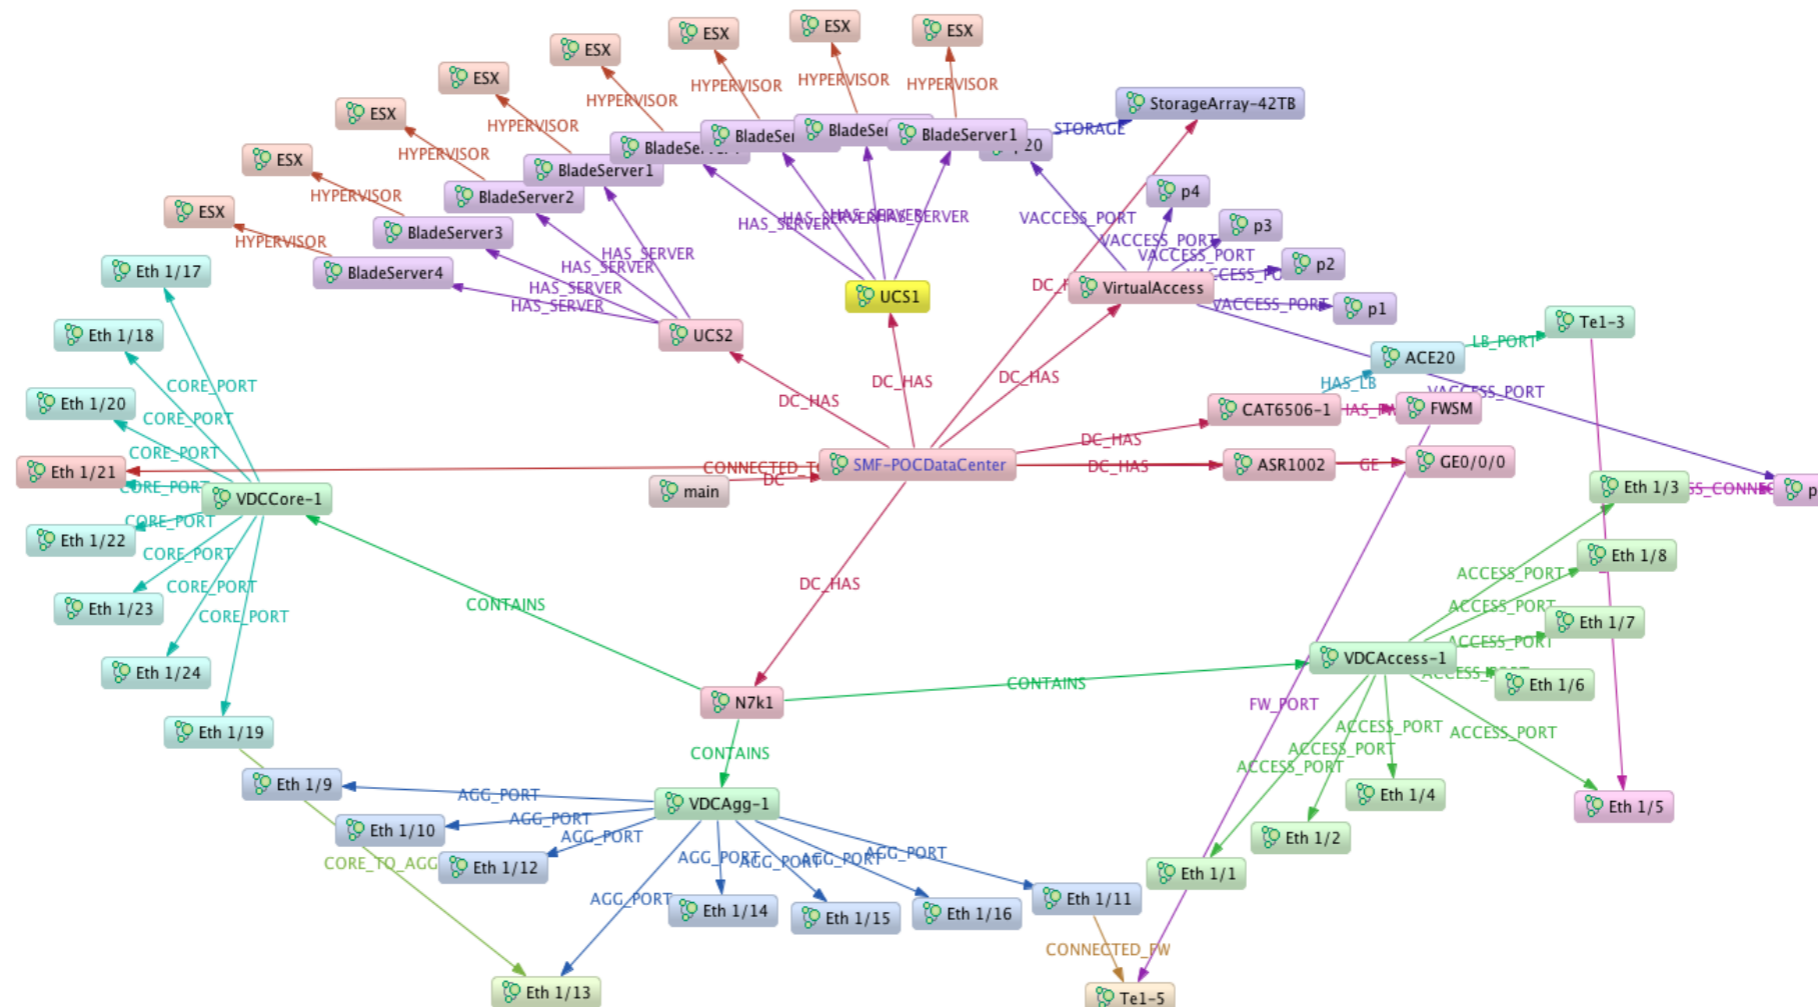 ESX
ESX
ESX
ESX
ESX
ESX
ESX
ESX
HYPERVISOR
HYPERVISOR
HYPERVISOR
HYPERVISOR
HYPERVISOR
HYPERVISOR
HYPERVISOR
HYPERVISOR
StorageArray-42TB
STORAGE
BladeServer1
BladeServer1
BladeServer2
BladeServer3
BladeServer4
HAS_SERVER
HAS_SERVER
HAS_SERVER
HAS_SERVER
HAS_SERVER
HAS_SERVER
p4
p3
p2
p1
VACCESS_PORT
VACCESS_PORT
VACCESS_PORT
VACCESS_PORT
VACCESS_PORT
VirtualAccess
UCS1
UCS2
Eth 1/17
Eth 1/18
Eth 1/20
Eth 1/21
Eth 1/22
Eth 1/23
Eth 1/24
Eth 1/19
CORE_PORT
CORE_PORT
CORE_PORT
CORE_PORT
CORE_PORT
CORE_PORT
CORE_PORT
CORE_PORT
VDCCore-1
DC_HAS
DC_HAS
DC_HAS
DC_HAS
DC_HAS
DC_HAS
Te1-3
LB_PORT
ACE20
HAS_LB
CAT6506-1
FWSM
SMF-POCDataCenter
main
DC
ASR1002
GE
GE0/0/0
Eth 1/3
Eth 1/8
Eth 1/7
Eth 1/6
ACCESS_PORT
ACCESS_PORT
ACCESS_PORT
VDCAccess-1
CONTAINS
CONTAINS
CONTAINS
N7k1
FW_PORT
ACCESS_PORT
ACCESS_PORT
ACCESS_PORT
ACCESS_PORT
Eth 1/4
Eth 1/5
Eth 1/2
Eth 1/1
VDCAgg-1
Eth 1/9
Eth 1/10
Eth 1/12
AGG_PORT
AGG_PORT
AGG_PORT
AGG_PORT
AGG_PORT
AGG_PORT
AGG_PORT
AGG_PORT
CORE_TO_AGG
Eth 1/14
Eth 1/15
Eth 1/16
Eth 1/11
CONNECTED_FW
Eth 1/13
Te1-5